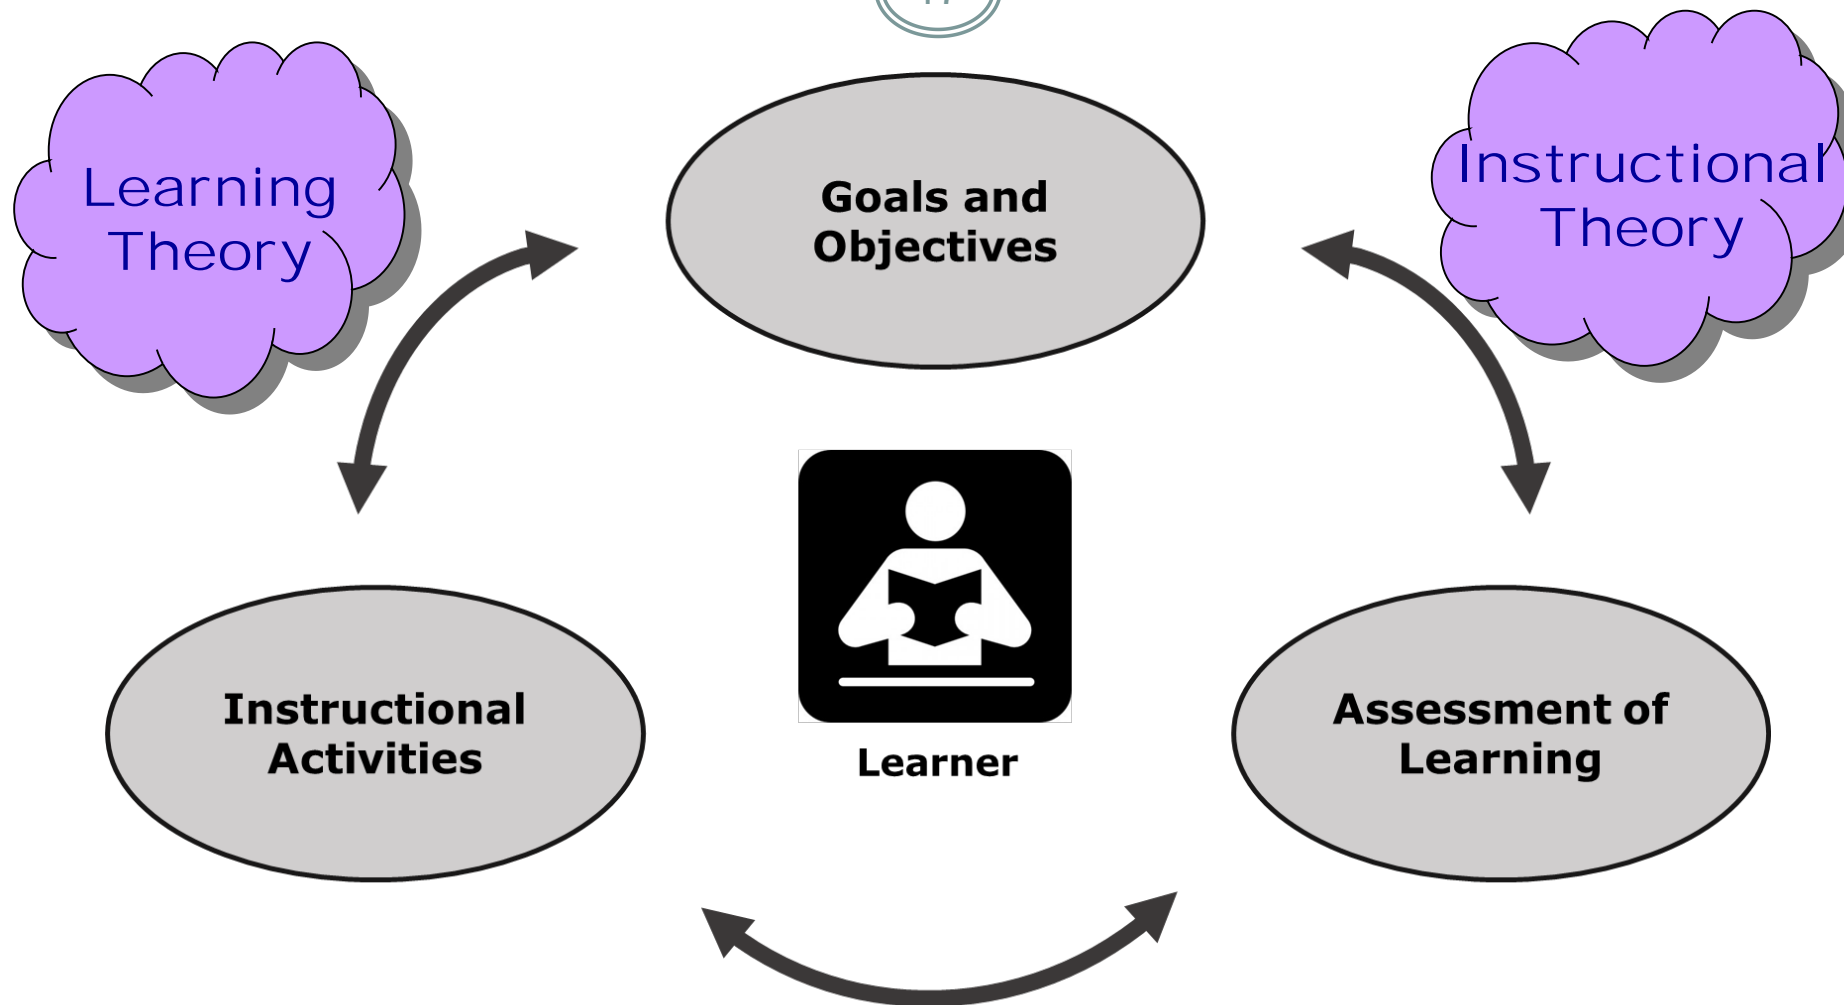 Learning
Theory
Instructional
Theory
Goals and
Objectives
Instructional
Activities
Learner
Assessment of
Learning